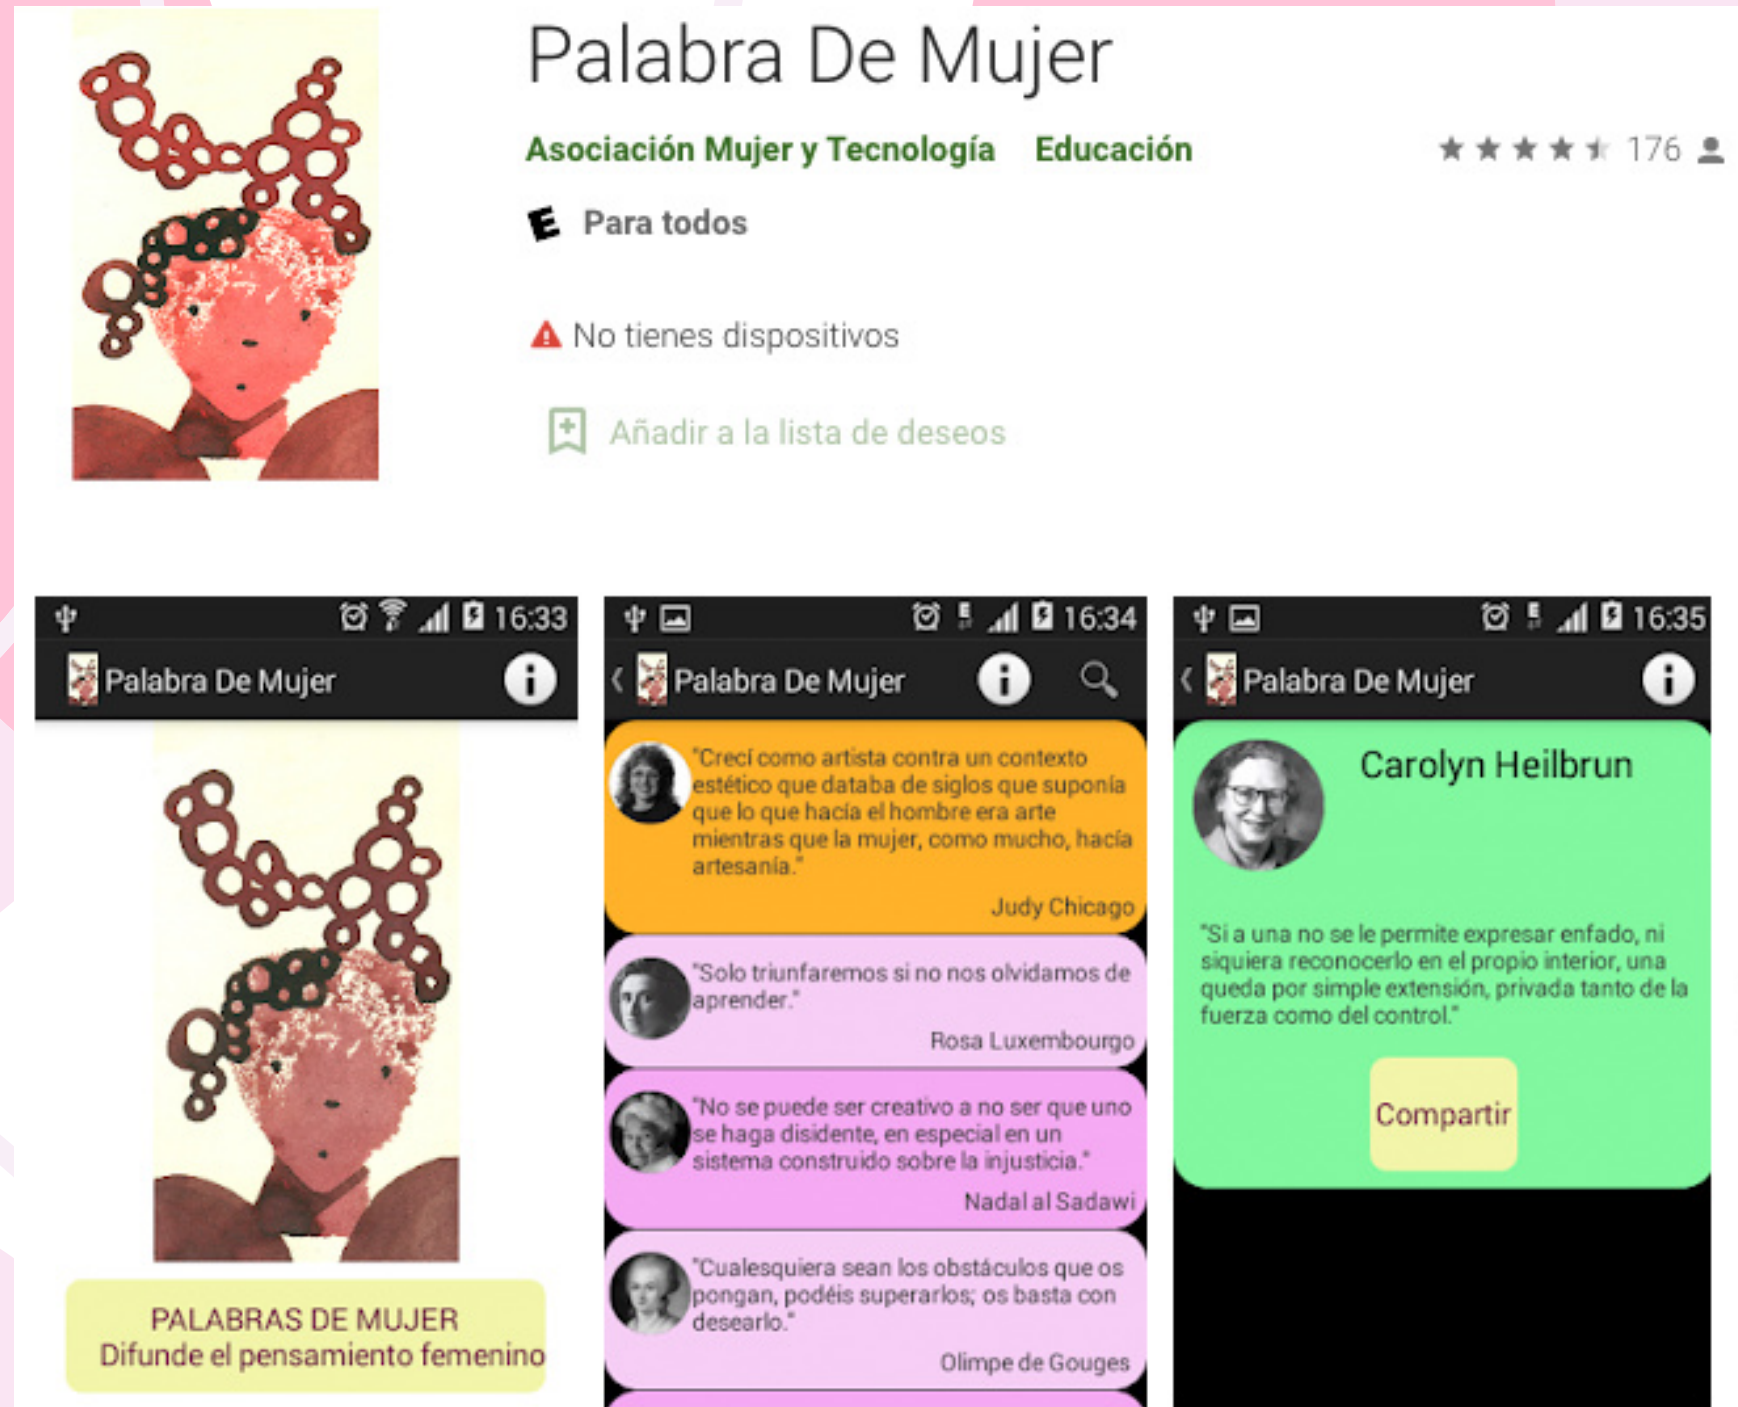 Palabra De Mujer
Asociación Mujer y Tecnología Educación
176
E Para todos
No tienes dispositivos
Añadir a la lista de deseos
16:33
Palabra De Mujer
PALABRAS DE MUJER
Difunde el pensamiento femenino
16:34
Palabra De Mujer
"Crecí como artista contra un contexto
estético que databa de siglos que suponía
que lo que hacía el hombre era arte
mientras que la mujer, como mucho, hacía
artesanía."
Judy Chicago
"Solo triunfaremos si no nos olvidamos de
aprender."
Rosa Luxembourgo
"No se puede ser creativo a no ser que uno
se haga disidente, en especial en un
sistema construido sobre la injusticia."
Nadal al Sadawi
"Cualesquiera sean los obstáculos que os
pongan, podéis superarlos; os basta con
desearlo."
Olimpe de Gouges
16:35
Palabra De Mujer
Carolyn Heilbrun
"Si a una no se le permite expresar enfado, ni
siquiera reconocerlo en el propio interior, una
queda por simple extensión, privada tanto de la
fuerza como del control."
Compartir